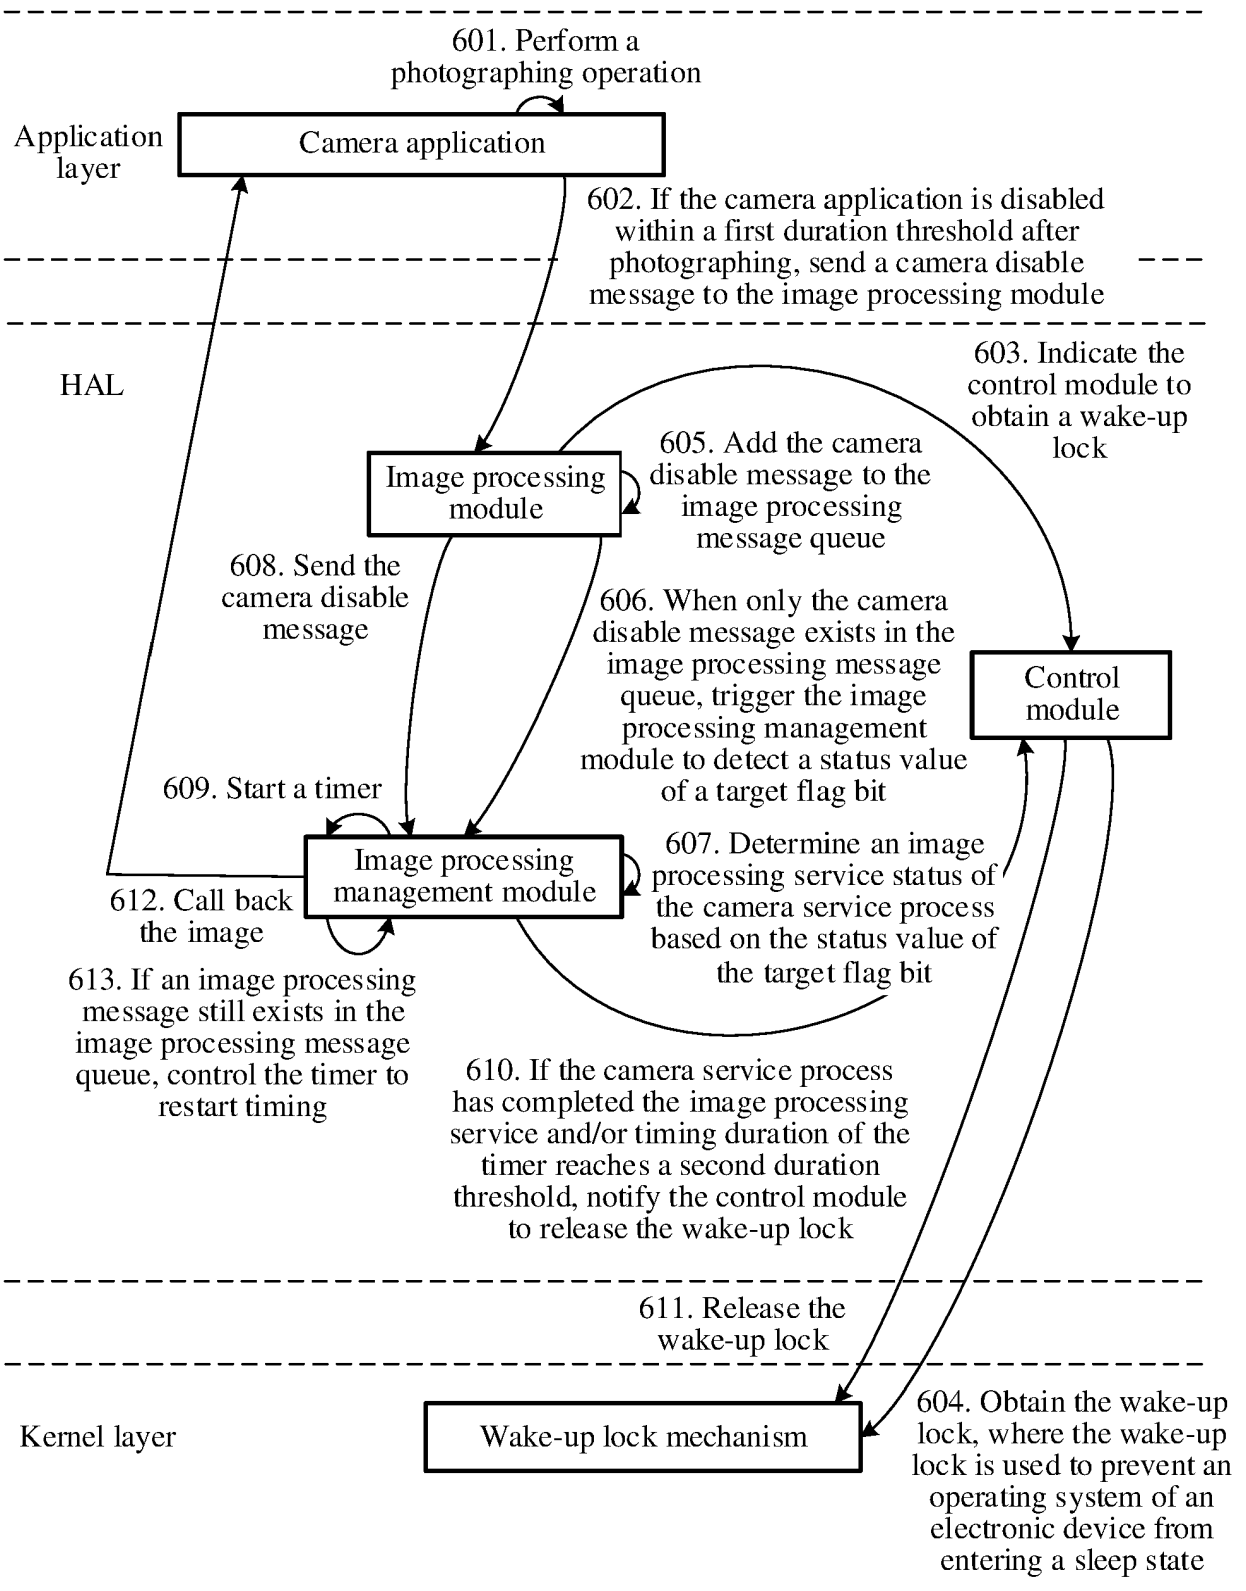 601. Perform a
photographing operation
Application
layer
Camera application
602. If the camera application is disabled
within a first duration threshold after
photographing, send a camera disable
message to the image processing module
HAL
603. Indicate the
control module to
obtain a wake-up
lock
Image processing
module
605. Add the camera
disable message to the
image processing
message queue
608. Send the
camera disable
message
606. When only the camera
disable message exists in the
image processing message
queue, trigger the image
processing management
module to detect a status value
of a target flag bit
Control
module
609. Start a timer
Image processing
management module
607. Determine an image
processing service status of
the camera service process
based on the status value of
the target flag bit
612. Call back
the image
613. If an image processing
message still exists in the
image processing message
queue, control the timer to
restart timing
610. If the camera service process
has completed the image processing
service and/or timing duration of the
timer reaches a second duration
threshold, notify the control module
to release the wake-up lock
611. Release the
wake-up lock
Kernel layer
Wake-up lock mechanism
604. Obtain the wake-up
lock, where the wake-up
lock is used to prevent an
operating system of an
electronic device from
entering a sleep state